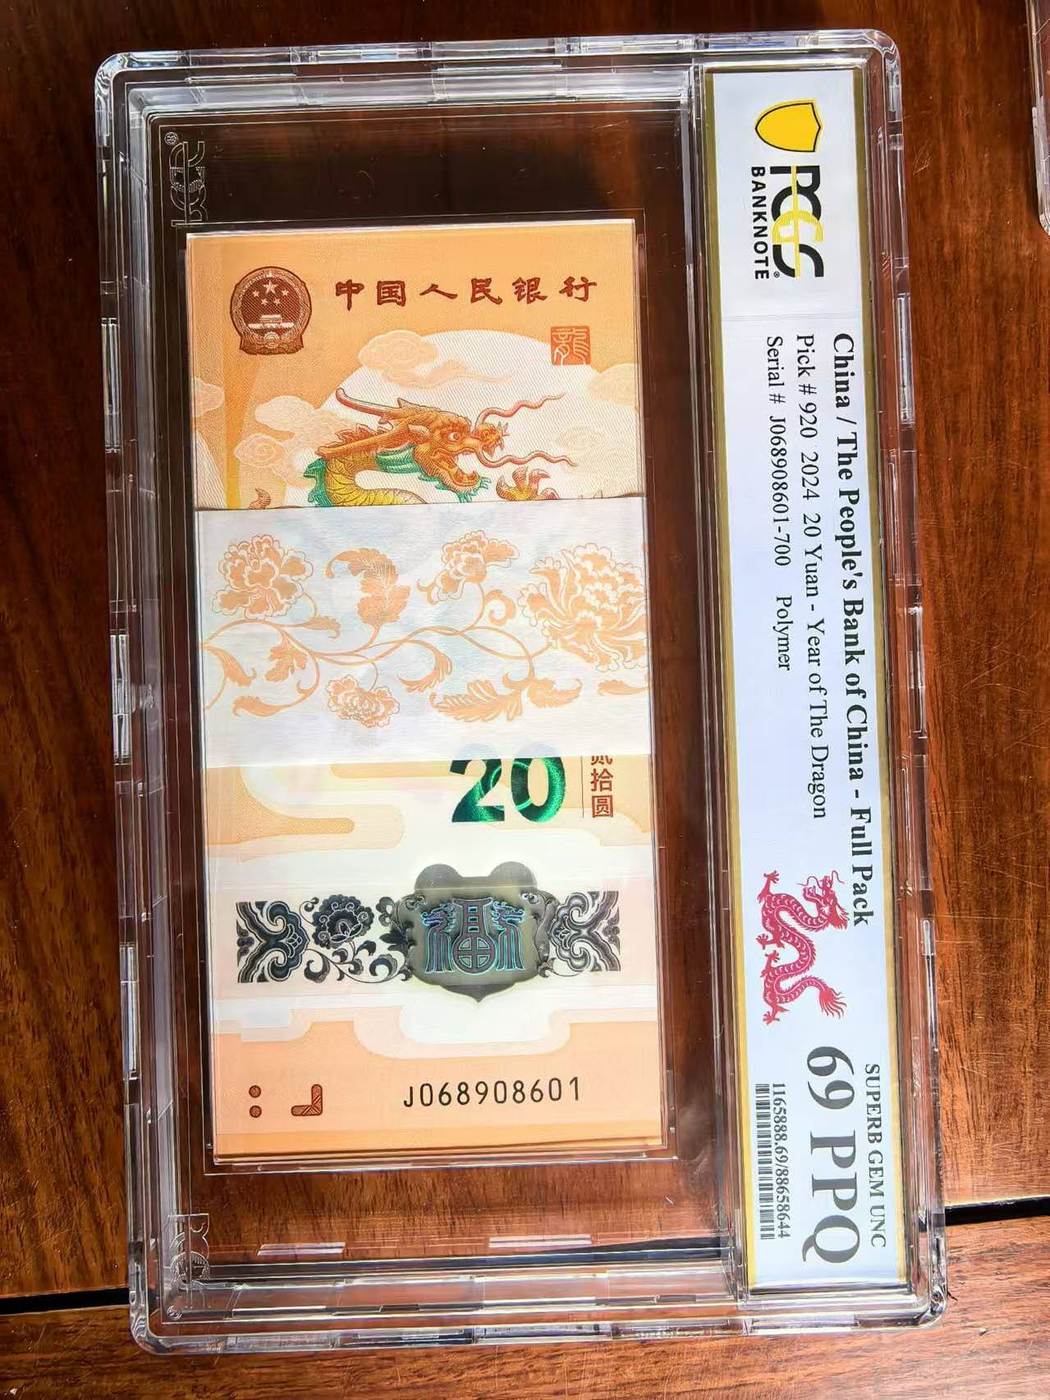 PCGS
BANKNOTE
China / The People's Bank of China - Full Pack
Pick # 920 2024 20 Yuan - Year of The Dragon
Serial # J068908601-700 Polymer
SUPERB GEM UNC
69 PPQ
1165888.69/88658644
中国人民银行
龍
20
贰拾圆
福
J068908601